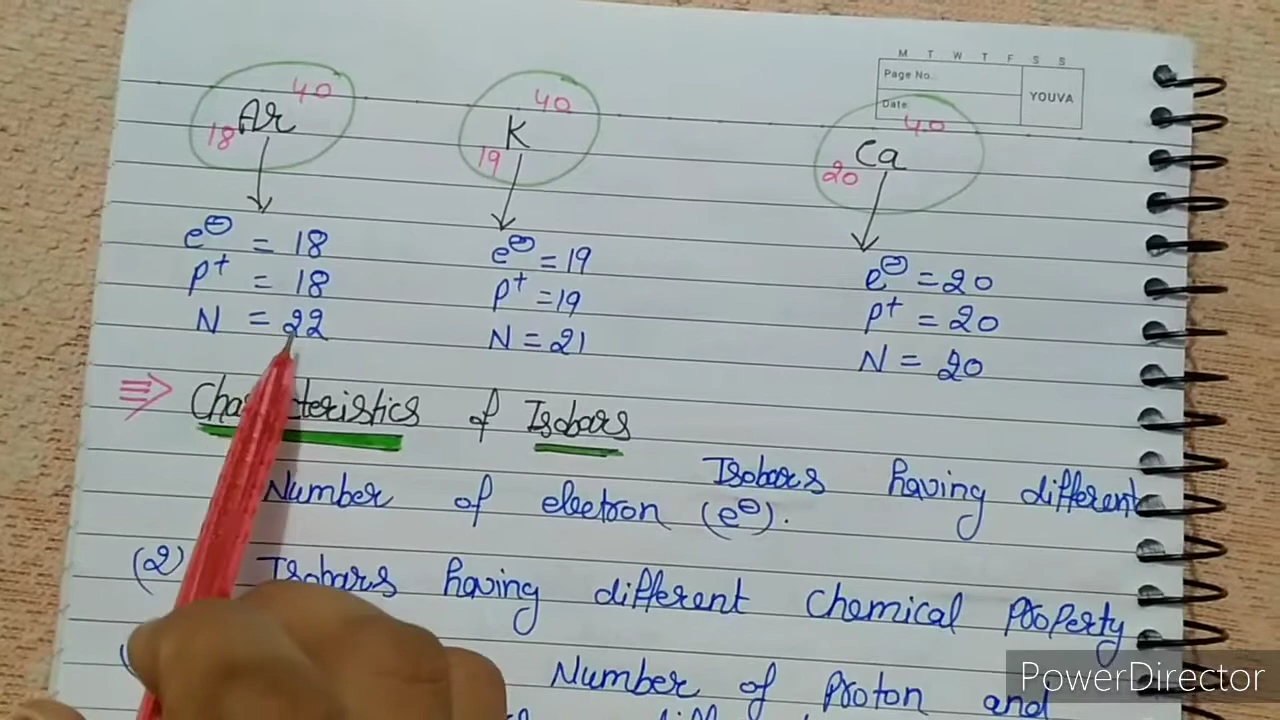 M T W T F S S
Page No.
Date
YOUVA
18 Ar 40
19 K 40
20 Ca 40
e⊖ = 18
p+ = 18
N = 22
e⊖ = 19
p+ = 19
N = 21
e⊖ = 20
p+ = 20
N = 20
Characteristics of Isobars
Isobars having different
Number of electron (e⊖).
(2) Isobars having different Chemical Property
Number of Proton and
PowerDirector